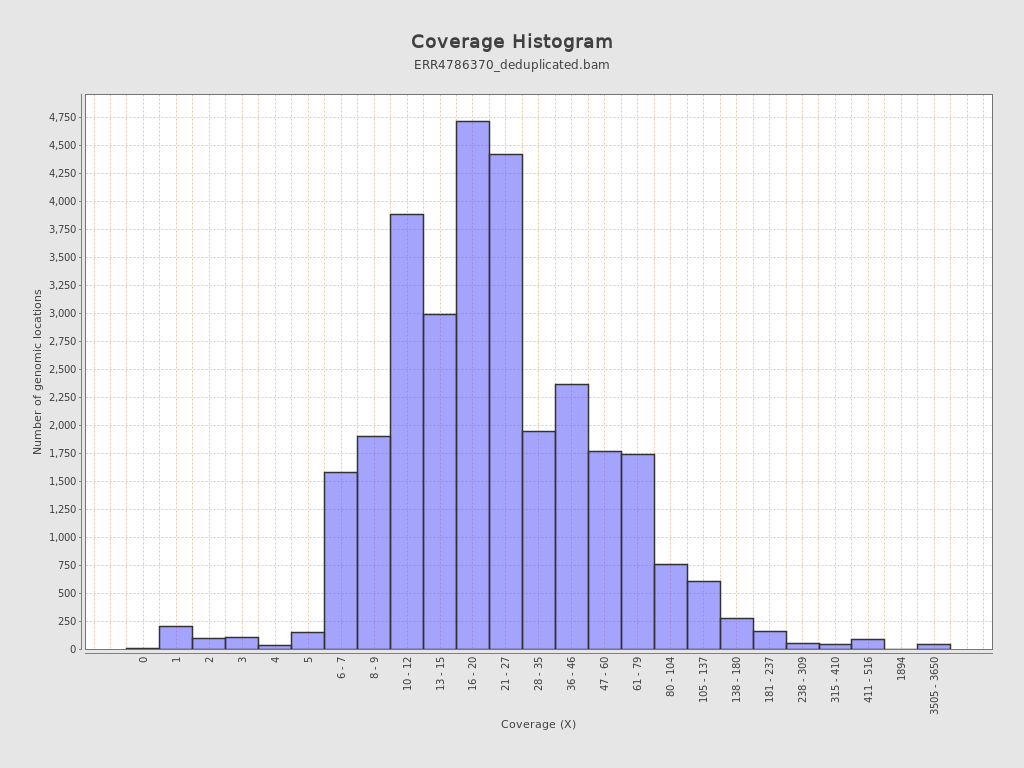 Coverage Histogram
ERR4786370_deduplicated.bam
Number of genomic locations
4,750
4,500
4,250
4,000
3,750
3,500
3,250
3,000
2,750
2,500
2,250
2,000
1,750
1,500
1,250
1,000
750
500
250
0
0
1
2
3
4
5
6 - 7
8 - 9
10 - 12
13 - 15
16 - 20
21 - 27
28 - 35
36 - 46
47 - 60
61 - 79
80 - 104
105 - 137
138 - 180
181 - 237
238 - 309
315 - 410
411 - 516
1894
3505 - 3650
Coverage (X)